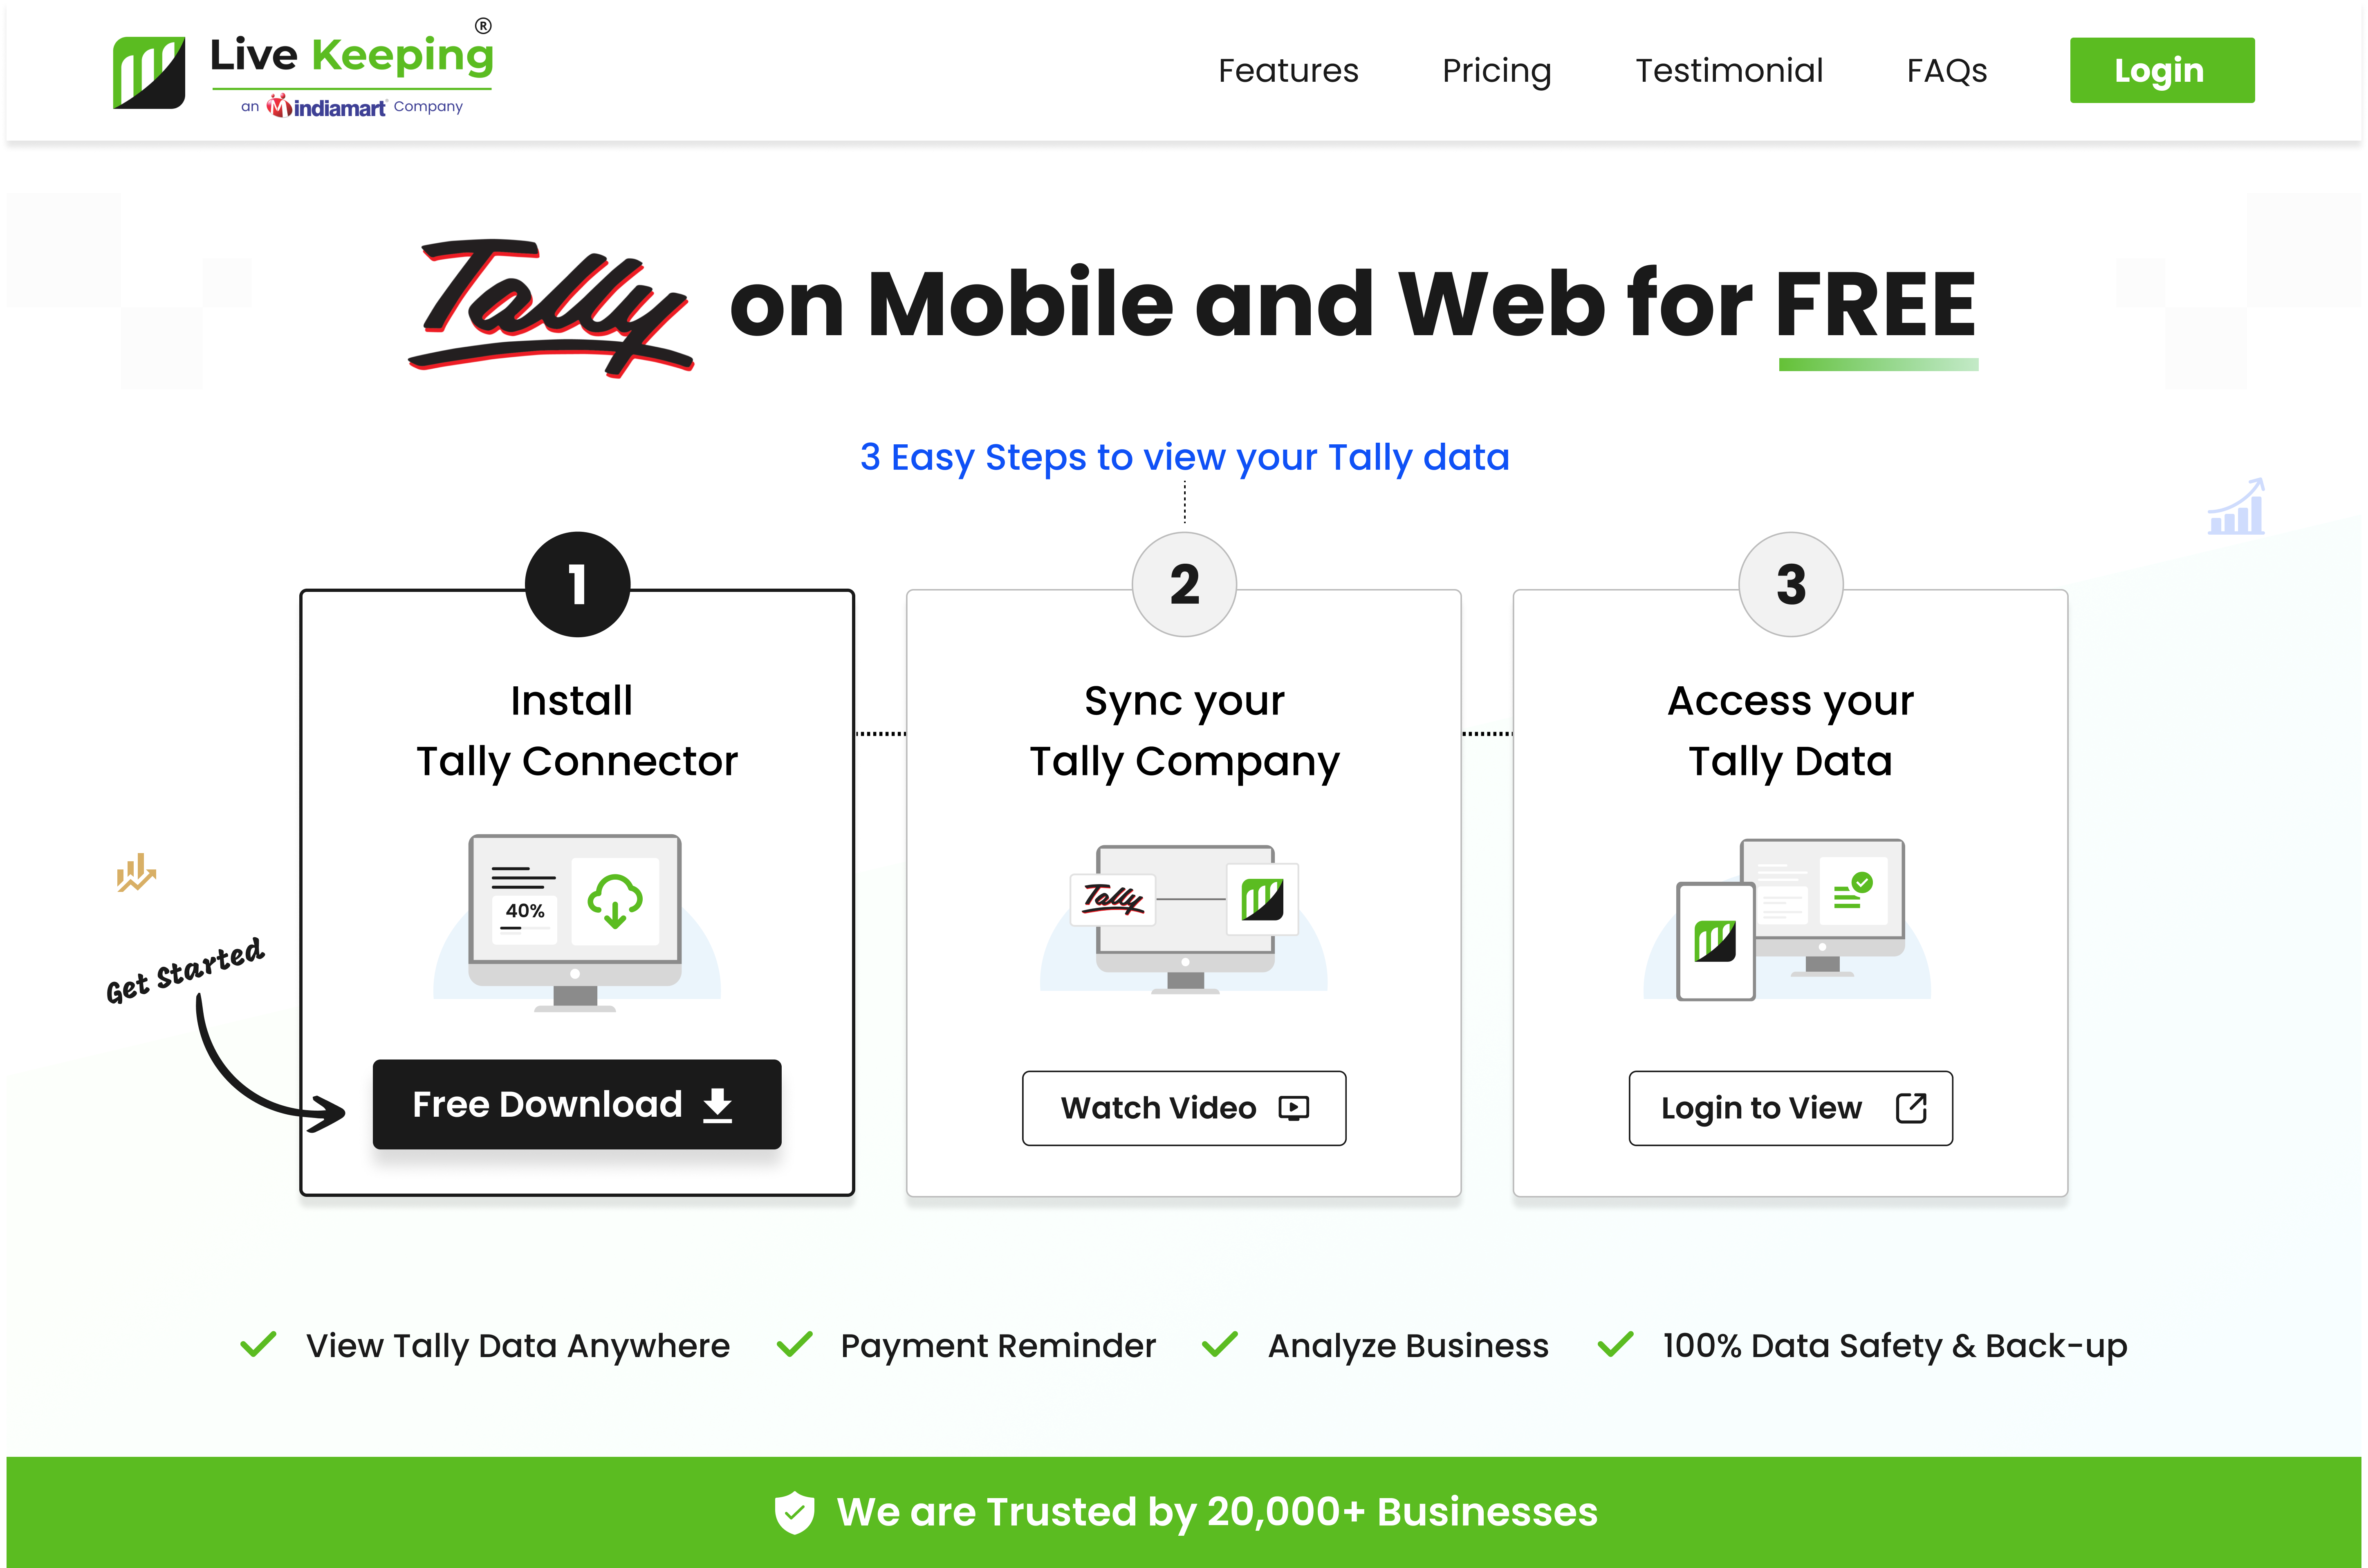 Live Keeping®
an indiamart Company
Features
Pricing
Testimonial
FAQs
Login
Tally on Mobile and Web for FREE
3 Easy Steps to view your Tally data
1
Install
Tally Connector
40%
Get Started
Free Download
2
Sync your
Tally Company
Tally
Watch Video
3
Access your
Tally Data
Login to View
View Tally Data Anywhere
Payment Reminder
Analyze Business
100% Data Safety & Back-up
We are Trusted by 20,000+ Businesses